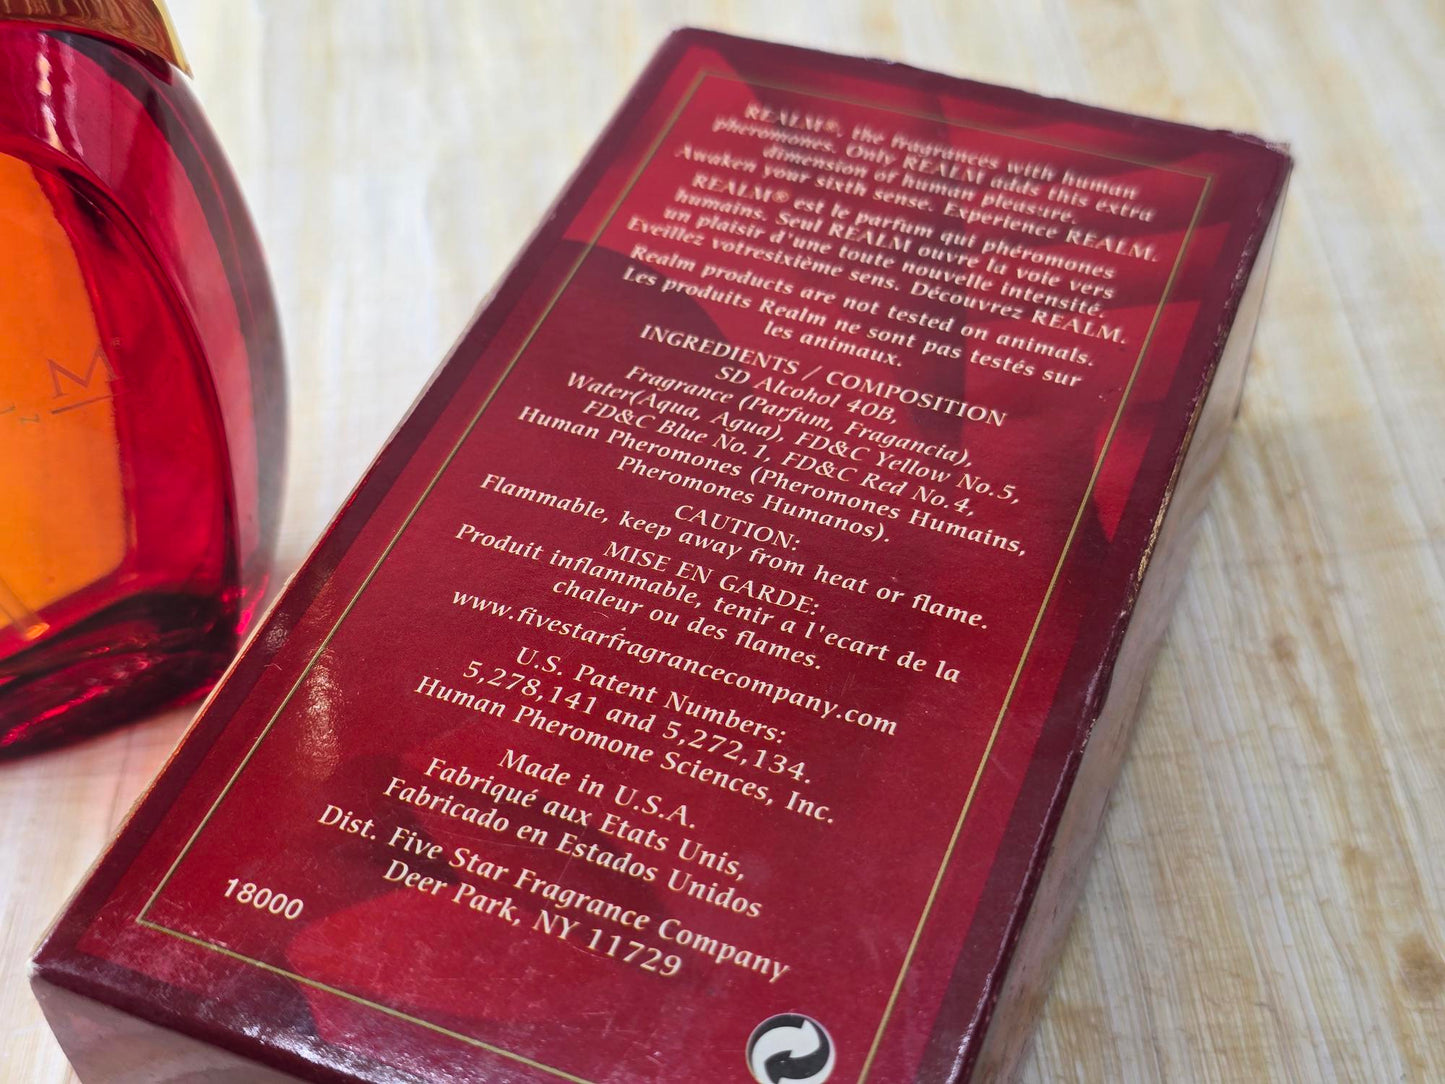 REALM®, the fragrances with human
pheromones. Only REALM adds this extra
dimension of human pleasure.
Awaken your sixth sense. Experience REALM.
REALM® est le parfum qui phéromones
humains. Seul REALM ouvre la voie vers
un plaisir d'une toute nouvelle intensité.
Eveillez votresixième sens. Découvrez REALM.
Realm products are not tested on animals.
Les produits Realm ne sont pas testés sur
les animaux.
INGREDIENTS / COMPOSITION
SD Alcohol 40B,
Fragrance (Parfum, Fragancia),
Water(Aqua, Agua), FD&C Yellow No.5,
FD&C Blue No.1, FD&C Red No.4,
Human Pheromones (Pheromones Humains,
Pheromones Humanos).
CAUTION:
Flammable, keep away from heat or flame.
MISE EN GARDE:
Produit inflammable, tenir a l'ecart de la
chaleur ou des flames.
www.fivestarfragrancecompany.com
U.S. Patent Numbers:
5,278,141 and 5,272,134.
Human Pheromone Sciences, Inc.
Made in U.S.A.
Fabriqué aux Etats Unis,
Fabricado en Estados Unidos
Dist. Five Star Fragrance Company
Deer Park, NY 11729
18000
M